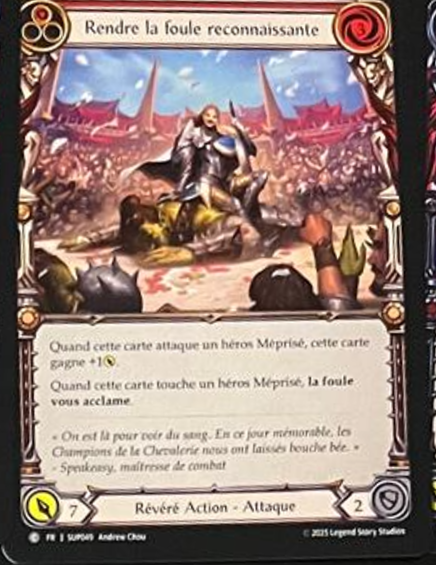 Rendre la foule reconnaissante
3
Quand cette carte attaque un héros Méprisé, cette carte
gagne +1.
Quand cette carte touche un héros Méprisé, la foule
vous acclame.
« On est là pour voir du sang. En ce jour mémorable, les
Champions de la Chevalerie nous ont laissés bouche bée. »
- Speakeasy, maîtresse de combat
7 Révéré Action - Attaque 2
C FR | SUP049 Andrew Chou
© 2025 Legend Story Studios